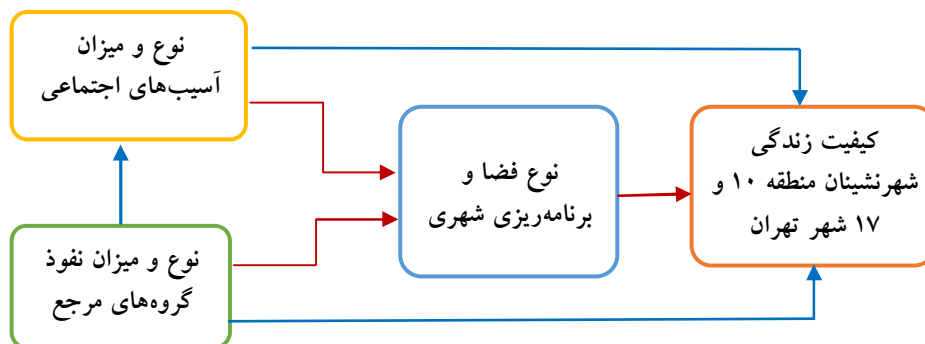 نوع و میزان
آسیب‌های اجتماعی
نوع فضا و
برنامه‌ریزی شهری
کیفیت زندگی
شهرنشینان منطقه ۱۰ و
۱۷ شهر تهران
نوع و میزان نفوذ
گروه‌های مرجع